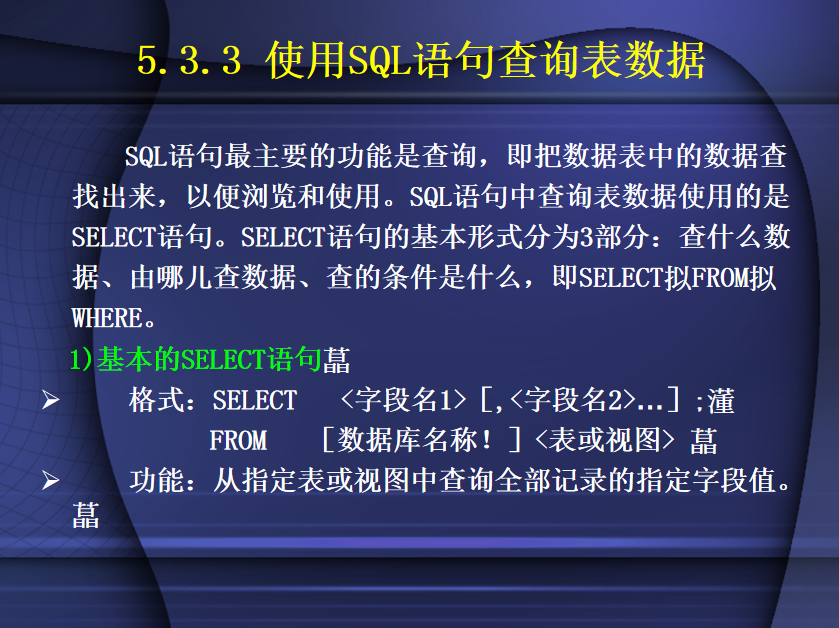 5.3.3 使用SQL语句查询表数据
SQL语句最主要的功能是查询，即把数据表中的数据查
找出来，以便浏览和使用。SQL语句中查询表数据使用的是
SELECT语句。SELECT语句的基本形式分为3部分：查什么数
据、由哪儿查数据、查的条件是什么，即SELECT拟FROM拟
WHERE。
1)基本的SELECT语句藠
➢ 格式：SELECT <字段名1> [,<字段名2>…] ;蘕
FROM [数据库名称！] <表或视图> 藠
➢ 功能：从指定表或视图中查询全部记录的指定字段值。
藠